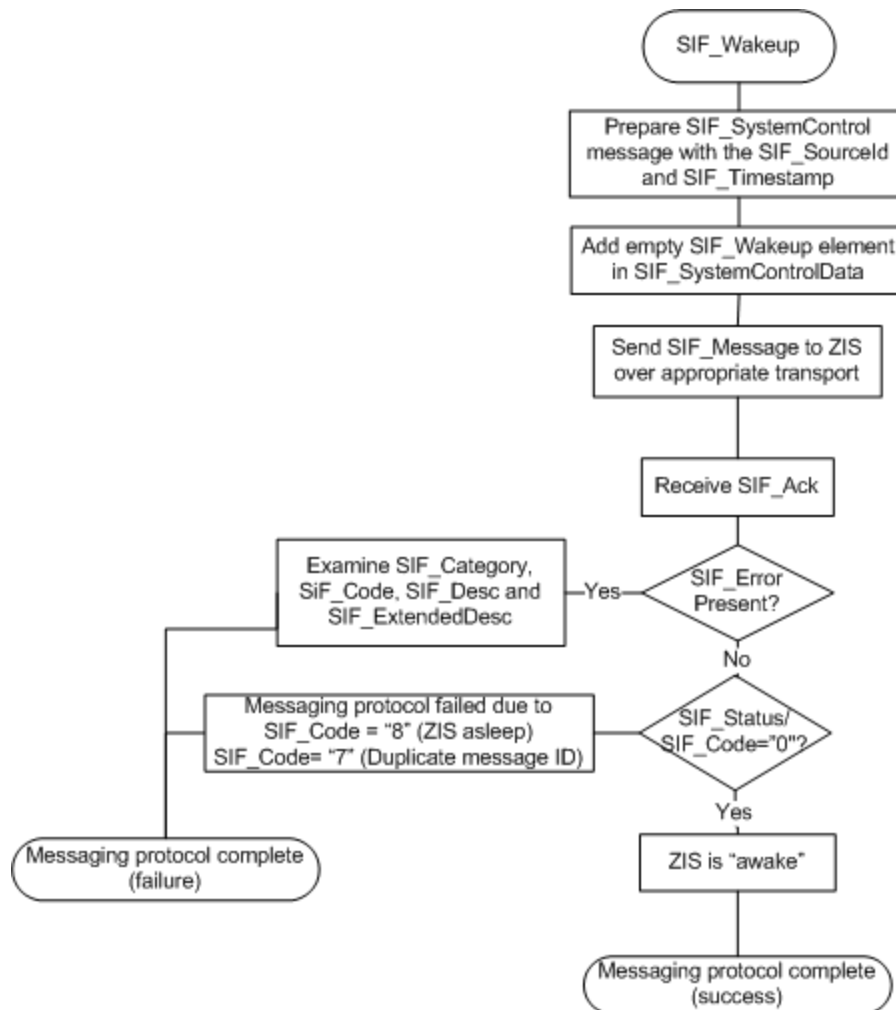 SIF_Wakeup
Prepare SIF_SystemControl
message with the SIF_SourceId
and SIF_Timestamp
Add empty SIF_Wakeup element
in SIF_SystemControlData
Send SIF_Message to ZIS
over appropriate transport
Receive SIF_Ack
Examine SIF_Category,
SiF_Code, SIF_Desc and
SIF_ExtendedDesc
Yes
SIF_Error
Present?
No
Messaging protocol failed due to
SIF_Code = “8” (ZIS asleep)
SIF_Code= “7” (Duplicate message ID)
SIF_Status/
SIF_Code=”0"?
Yes
Messaging protocol complete
(failure)
ZIS is “awake”
Messaging protocol complete
(success)